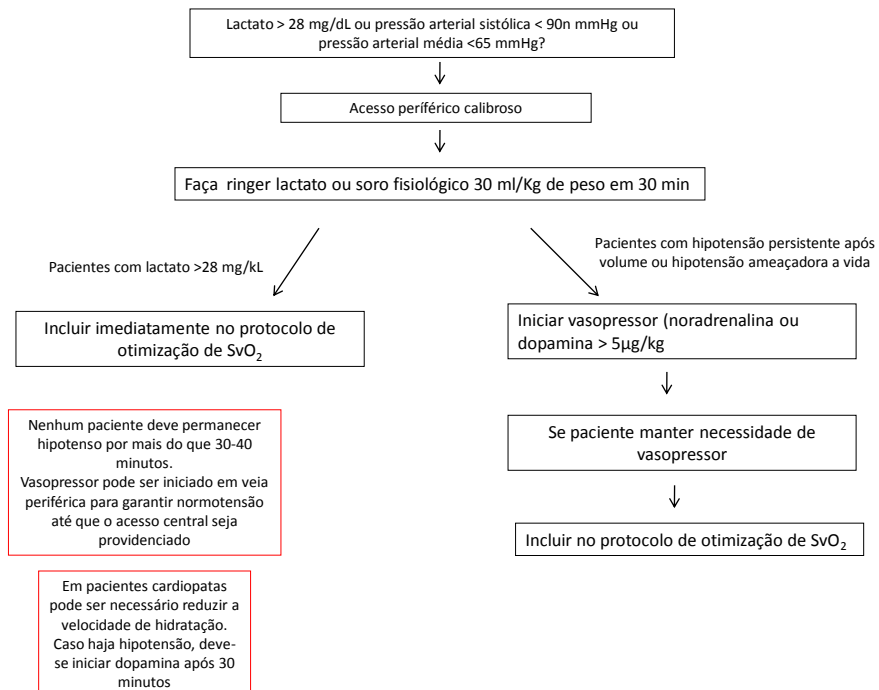 Lactato > 28 mg/dL ou pressão arterial sistólica < 90n mmHg ou
pressão arterial média <65 mmHg?
Acesso períférico calibroso
Faça  ringer lactato ou soro fisiológico 30 ml/Kg de peso em 30 min
Pacientes com lactato >28 mg/kL
Pacientes com hipotensão persistente após
volume ou hipotensão ameaçadora a vida
Incluir imediatamente no protocolo de
otimização de SvO₂
Iniciar vasopressor (noradrenalina ou
dopamina > 5µg/kg
Nenhum paciente deve permanecer
hipotenso por mais do que 30-40
minutos.
Vasopressor pode ser iniciado em veia
periférica para garantir normotensão
até que o acesso central seja
providenciado
Se paciente manter necessidade de
vasopressor
Incluir no protocolo de otimização de SvO₂
Em pacientes cardiopatas
pode ser necessário reduzir a
velocidade de hidratação.
Caso haja hipotensão, deve-
se iniciar dopamina após 30
minutos